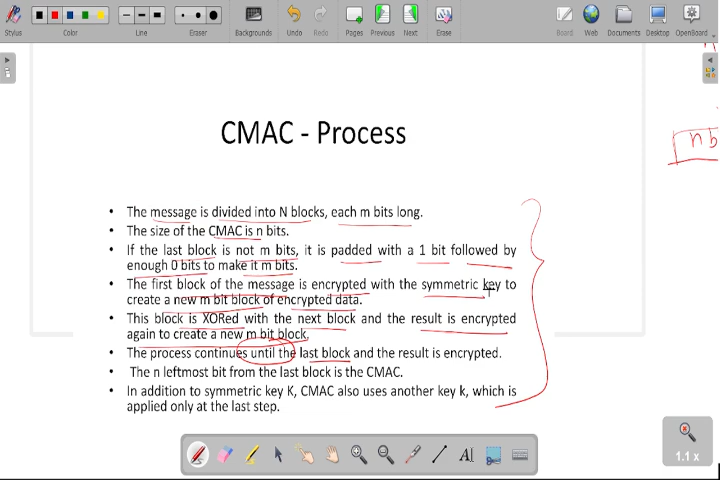 Stylus
Color
Line
Eraser
Backgrounds
Undo
Redo
Pages
Previous
Next
Erase
Board
Web
Documents
Desktop
OpenBoard
CMAC - Process
n b
• The message is divided into N blocks, each m bits long.
• The size of the CMAC is n bits.
• If the last block is not m bits, it is padded with a 1 bit followed by
enough 0 bits to make it m bits.
• The first block of the message is encrypted with the symmetric key to
create a new m bit block of encrypted data.
• This block is XORed with the next block and the result is encrypted
again to create a new m bit block,
• The process continues until the last block and the result is encrypted.
• The n leftmost bit from the last block is the CMAC.
• In addition to symmetric key K, CMAC also uses another key k, which is
applied only at the last step.
1.1 x